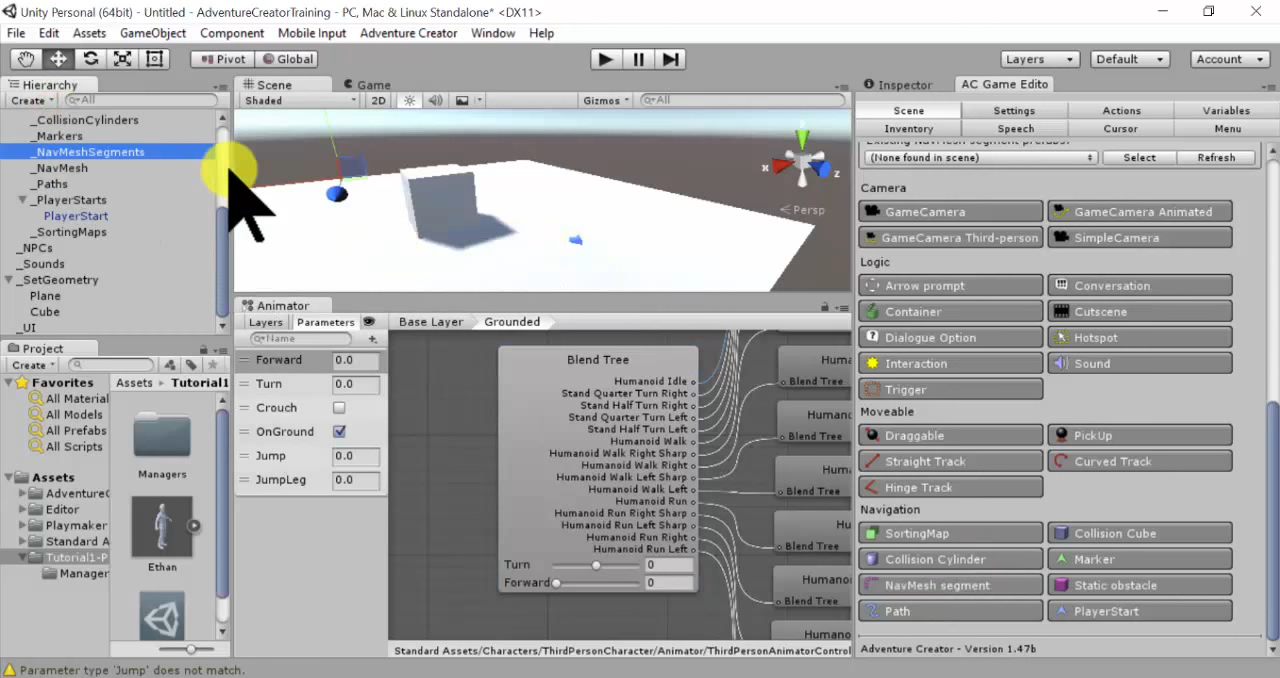 Unity Personal (64bit) - Untitled - AdventureCreatorTraining - PC, Mac & Linux Standalone* <DX11>
File Edit Assets GameObject Component Mobile Input Adventure Creator Window Help
Pivot Global Layers Default Account
Hierarchy
Create All
_CollisionCylinders
_Markers
_NavMeshSegments
_NavMesh
_Paths
_PlayerStarts
PlayerStart
_SortingMaps
_NPCs
_Sounds
_SetGeometry
Plane
Cube
_UI
Scene Game
Shaded 2D Gizmos All
x z
Persp
Project
Create
Favorites
All Material
All Models
All Prefabs
All Scripts
Assets
AdventureC
Editor
Playmaker
Standard A
Tutorial1-P
Manager
Assets Tutorial1
Managers
Ethan
Animator
Layers Parameters
Name
Base Layer Grounded
Forward 0.0
Turn 0.0
Crouch
OnGround
Jump 0.0
JumpLeg 0.0
Blend Tree
Humanoid Idle
Stand Quarter Turn Right
Stand Half Turn Right
Stand Quarter Turn Left
Stand Half Turn Left
Humanoid Walk
Humanoid Walk Right Sharp
Humanoid Walk Right
Humanoid Walk Left Sharp
Humanoid Walk Left
Humanoid Run
Humanoid Run Right Sharp
Humanoid Run Left Sharp
Humanoid Run Right
Humanoid Run Left
Turn 0
Forward 0
Huma
Blend Tree
Human
Blend Tree
Human
Blend Tree
Hu
Blend Tree
Humano
Blend Tree
Human
Standard Assets/Characters/ThirdPersonCharacter/Animator/ThirdPersonAnimatorContro
Inspector AC Game Edito
Scene Settings Actions Variables
Inventory Speech Cursor Menu
(None found in scene) Select Refresh
Camera
GameCamera GameCamera Animated
GameCamera Third-person SimpleCamera
Logic
Arrow prompt Conversation
Container Cutscene
Dialogue Option Hotspot
Interaction Sound
Trigger
Moveable
Draggable PickUp
Straight Track Curved Track
Hinge Track
Navigation
SortingMap Collision Cube
Collision Cylinder Marker
NavMesh segment Static obstacle
Path PlayerStart
Adventure Creator - Version 1.47b
Parameter type 'Jump' does not match.